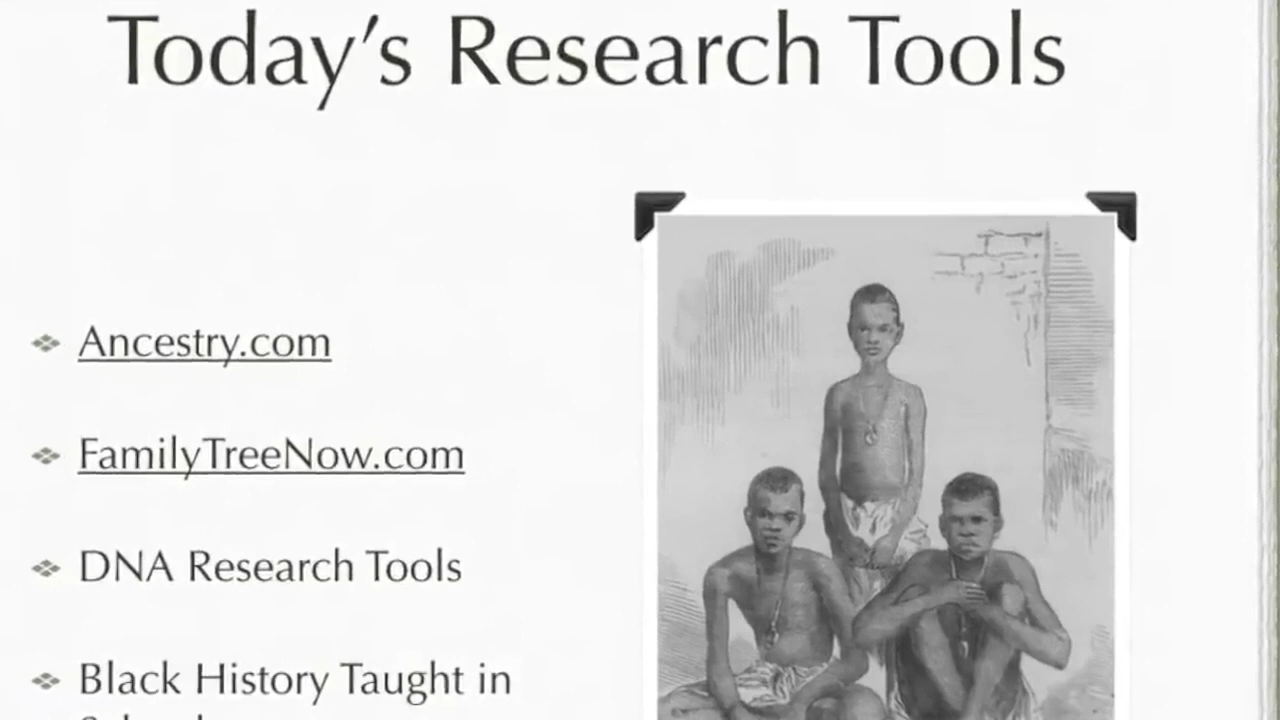 Today's Research Tools
Ancestry.com
FamilyTreeNow.com
DNA Research Tools
Black History Taught in